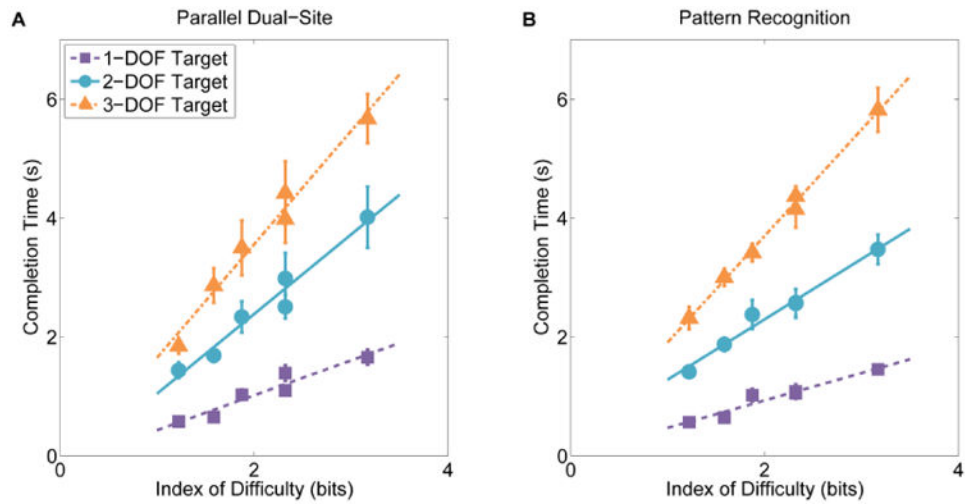 A
Parallel Dual−Site
1−DOF Target
2−DOF Target
3−DOF Target
Completion Time (s)
6
4
2
0
0
2
4
Index of Difficulty (bits)
B
Pattern Recognition
Completion Time (s)
6
4
2
0
0
2
4
Index of Difficulty (bits)